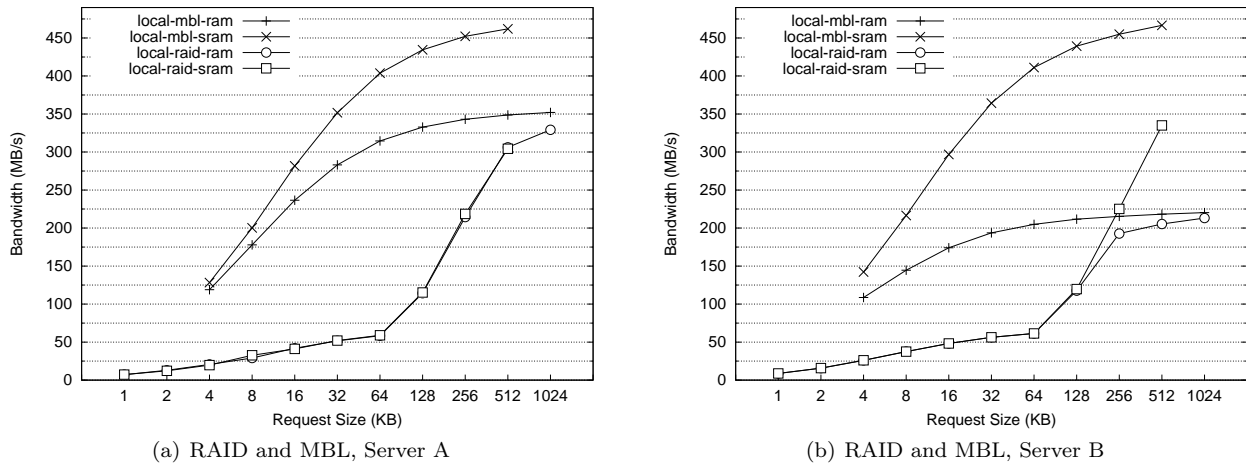 450
400
350
300
250
200
150
100
50
0
Bandwidth (MB/s)
local-mbl-ram
local-mbl-sram
local-raid-ram
local-raid-sram
1 2 4 8 16 32 64 128 256 512 1024
Request Size (KB)
(a) RAID and MBL, Server A
450
400
350
300
250
200
150
100
50
0
Bandwidth (MB/s)
local-mbl-ram
local-mbl-sram
local-raid-ram
local-raid-sram
1 2 4 8 16 32 64 128 256 512 1024
Request Size (KB)
(b) RAID and MBL, Server B